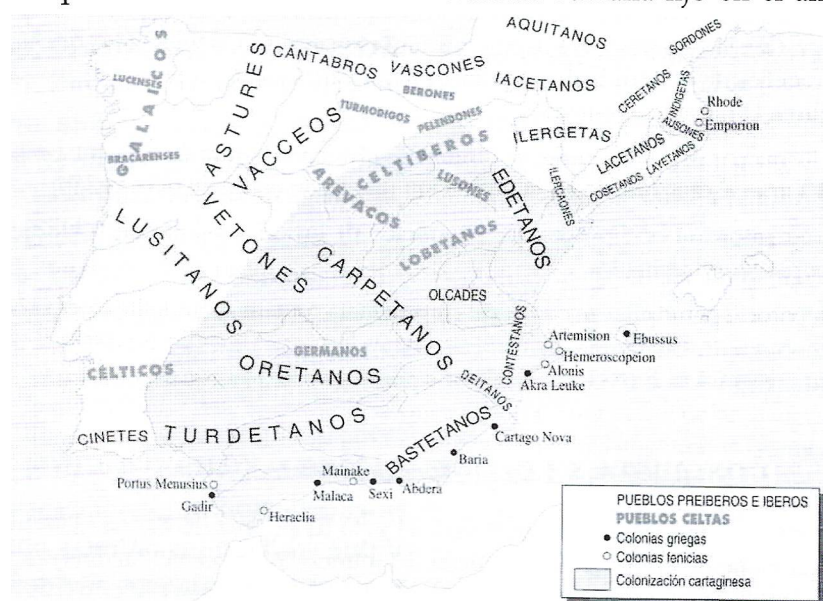 AQUITANOS
SORDONES
CÁNTABROS
VASCONES
IACETANOS
CERETANOS
INDIGETAS
AUSONES
Rhode
Emporion
GALAICOS
LUCENSES
BRACARENSES
ASTURES
VACCEOS
TURMODIGOS
BERONES
PELENDONES
CELTIBEROS
AREVACOS
LUSONES
ILERGETAS
LACETANOS
LAYETANOS
COSETANOS
ILERCAONES
EDETANOS
VETONES
LUSITANOS
CARPETANOS
LOBETANOS
OLCADES
CONTESTANOS
Artemision
Hemeroscopeion
Alonis
Akra Leuke
Ebussus
GERMANOS
CÉLTICOS
ORETANOS
DEITANOS
CINETES
TURDETANOS
BASTETANOS
Cartago Nova
Baria
Portus Menusius
Gadir
Heraclia
Mainake
Malaca
Sexi
Abdera
PUEBLOS PREIBEROS E IBEROS
PUEBLOS CELTAS
Colonias griegas
Colonias fenicias
Colonización cartaginesa